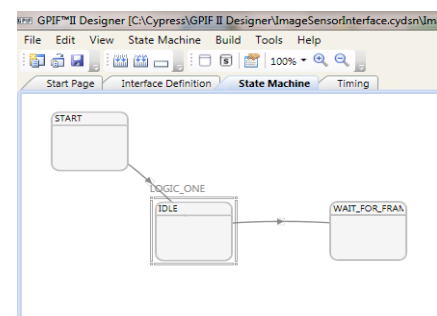 GPIF™II Designer [C:\Cypress\GPIF II Designer\ImageSensorInterface.cydsn\Im
File Edit View State Machine Build Tools Help
100%
Start Page Interface Definition State Machine Timing
START
LOGIC_ONE
IDLE
WAIT_FOR_FRAM